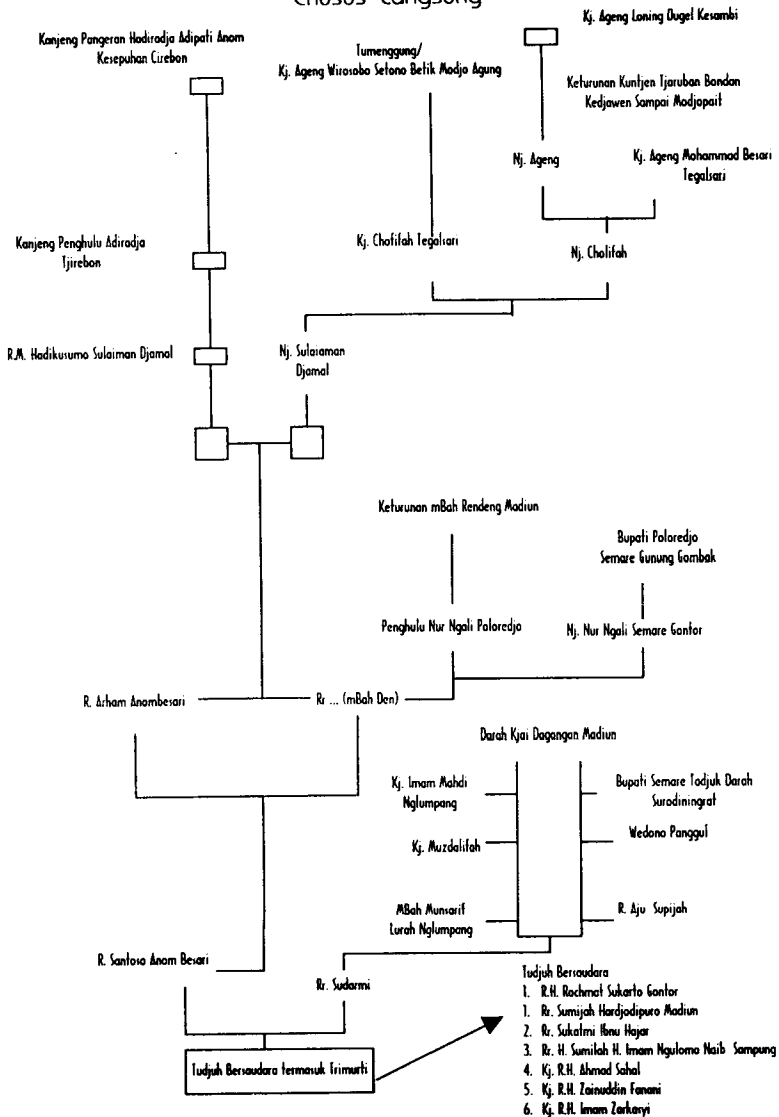 Chusus Langsung
Kanjeng Pangeran Hadiradja Adipati Anom
Kesepuhan Cirebon
Tumenggung/
Kj. Ageng Wirosobo Setono Betik Modjo Agung
Kj. Ageng Loning Dugel Kesambi
Keturunan Kuntjen Tjaruban Bandan
Kedjawen Sampai Modjopait
Nj. Ageng
Kj. Ageng Mohammad Besari
Tegalsari
Kanjeng Penghulu Adiradja
Tjirebon
Kj. Chofifah Tegalsari
Nj. Cholifah
R.M. Hadikusumo Sulaiman Djamal
Nj. Sulaiaman
Djamal
Keturunan mBah Rendeng Madiun
Bupati Poloredjo
Semare Gunung Gombak
Penghulu Nur Ngali Poloredjo
Nj. Nur Ngali Semare Gontor
R. Arham Anombesari
Rr ... (mBah Den)
Darah Kjai Dagangan Madiun
Kj. Imam Mahdi
Nglumpang
Bupati Semare Tadjuk Darah
Surodiningrat
Kj. Muzdalifah
Wedono Panggul
MBah Munsarif
Lurah Nglumpang
R. Aju Supijah
R. Santoso Anom Besari
Rr. Sudarmi
Tudjuh Bersaudara termasuk Trimurti
Tudjuh Bersaudara
1. R.H. Rachmat Sukarto Gontor
1. Rr. Sumijah Hardjodipuro Madiun
2. Rr. Sukatmi Ibnu Hajar
3. Rr. H. Sumilah H. Imam Ngulomo Naib Sampung
4. Kj. R.H. Ahmad Sahal
5. Kj. R.H. Zainuddin Fanani
6. Kj. R.H. Imam Zarkaryi